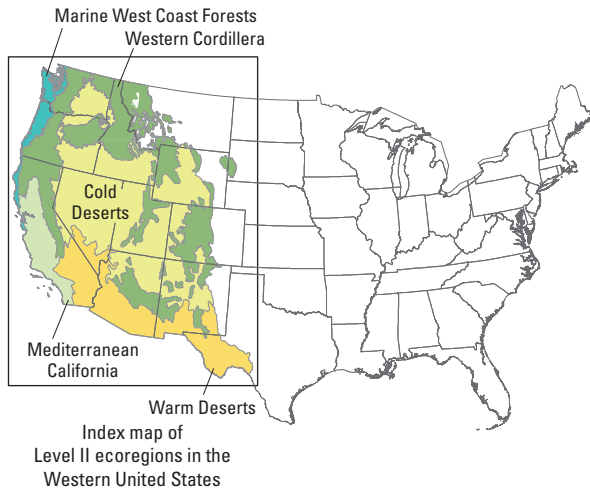 Marine West Coast Forests
Western Cordillera
Cold
Deserts
Mediterranean
California
Warm Deserts
Index map of
Level II ecoregions in the
Western United States